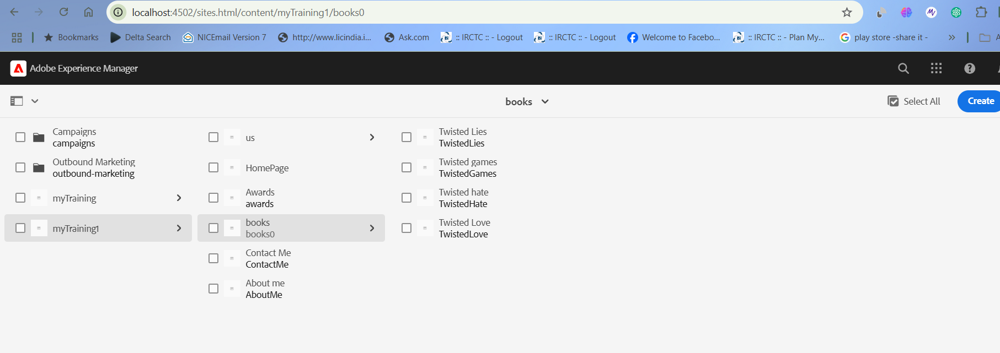 localhost:4502/sites.html/content/myTraining1/books0
Bookmarks
Delta Search
NICEmail Version 7
http://www.licindia.i...
Ask.com
:: IRCTC :: - Logout
:: IRCTC :: - Logout
Welcome to Facebo...
:: IRCTC :: - Plan My...
play store -share it -
Adobe Experience Manager
books
Select All
Create
Campaigns
campaigns
Outbound Marketing
outbound-marketing
myTraining
myTraining1
us
HomePage
Awards
awards
books
books0
Contact Me
ContactMe
About me
AboutMe
Twisted Lies
TwistedLies
Twisted games
TwistedGames
Twisted hate
TwistedHate
Twisted Love
TwistedLove